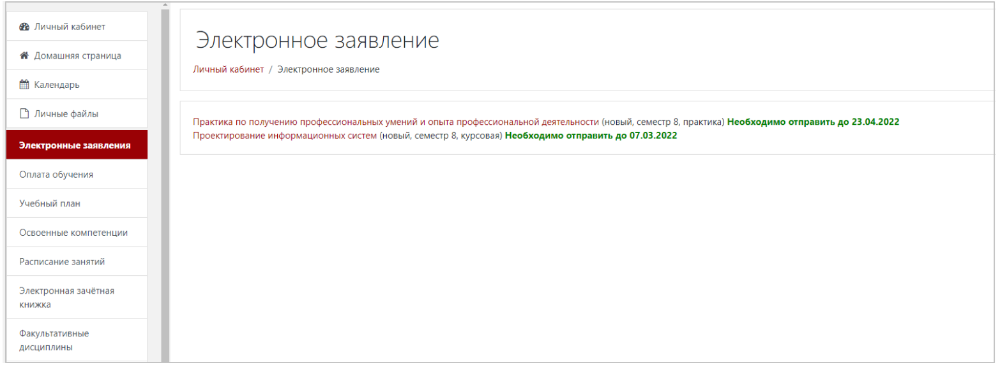 Личный кабинет
Домашняя страница
Календарь
Личные файлы
Электронные заявления
Оплата обучения
Учебный план
Освоенные компетенции
Расписание занятий
Электронная зачётная
книжка
Факультативные
дисциплины
Электронное заявление
Личный кабинет / Электронное заявление
Практика по получению профессиональных умений и опыта профессиональной деятельности (новый, семестр 8, практика) Необходимо отправить до 23.04.2022
Проектирование информационных систем (новый, семестр 8, курсовая) Необходимо отправить до 07.03.2022